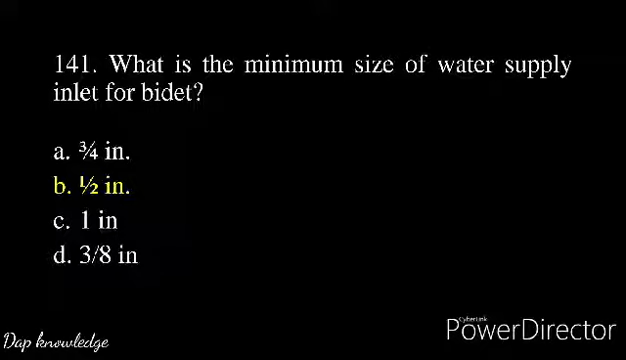 141. What is the minimum size of water supply
inlet for bidet?
a. ¾ in.
b. ½ in.
c. 1 in
d. 3/8 in
CyberLink
PowerDirector
Dap knowledge